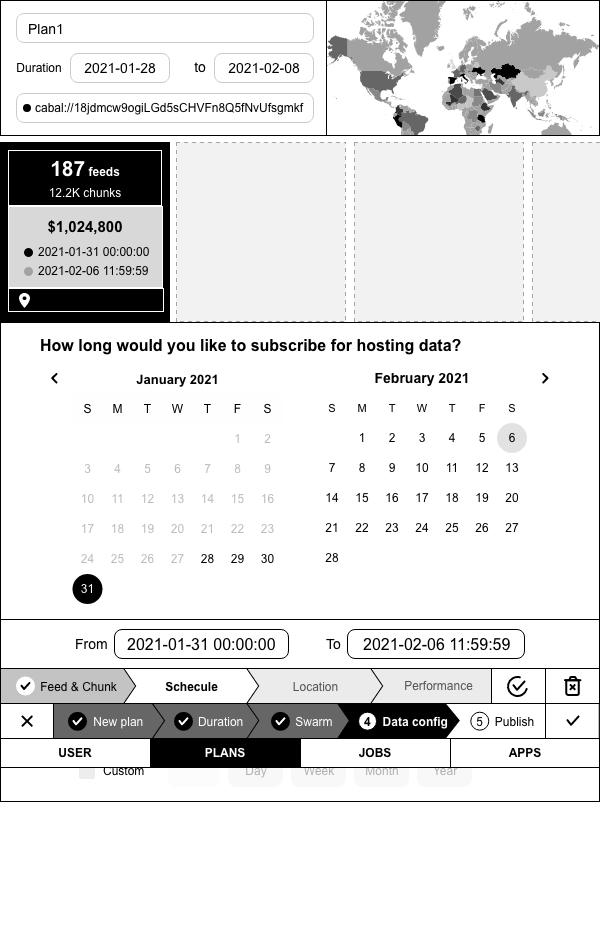 Plan1
Duration 2021-01-28 to 2021-02-08
cabal://18jdmcw9ogiLGd5sCHVFn8Q5fNvUfsgmkf
187 feeds
12.2K chunks
$1,024,800
2021-01-31 00:00:00
2021-02-06 11:59:59
How long would you like to subscribe for hosting data?
January 2021
S M T W T F S
1 2
3 4 5 6 7 8 9
10 11 12 13 14 15 16
17 18 19 20 21 22 23
24 25 26 27 28 29 30
31
February 2021
S M T W T F S
1 2 3 4 5 6
7 8 9 10 11 12 13
14 15 16 17 18 19 20
21 22 23 24 25 26 27
28
From 2021-01-31 00:00:00 To 2021-02-06 11:59:59
Feed & Chunk Schecule Location Performance
New plan Duration Swarm 4 Data config 5 Publish
USER PLANS JOBS APPS
Custom Day Week Month Year